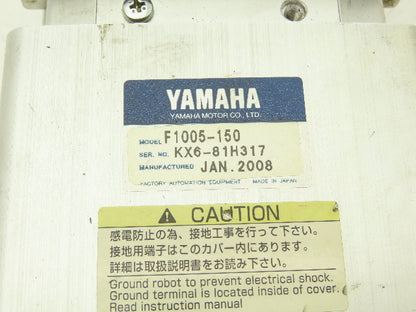 YAMAHA
YAMAHA MOTOR CO., LTD.
MODEL F1005-150
SER. NO. KX6-81H317
MANUFACTURED JAN. 2008
FACTORY AUTOMATION EQUIPMENT MADE IN JAPAN
CAUTION
感電防止の為、接地工事を行って下さい。
接地用端子はこのカバー内にあります。
詳細は取扱説明書をお読み下さい。
Ground robot to prevent electrical shock.
Ground terminal is located inside of cover.
Read instruction manual